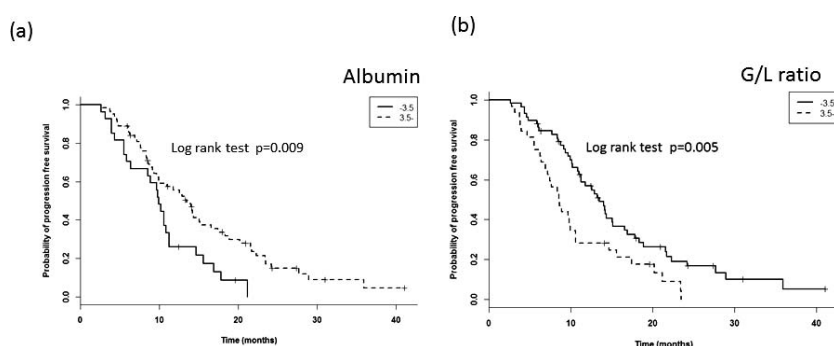 (a)
Albumin
-3.5
3.5-
Log rank test p=0.009
Probability of progression free survival
1.0
0.8
0.6
0.4
0.2
0.0
0 10 20 30 40
Time (months)
(b)
G/L ratio
-3.5
3.5-
Log rank test p=0.005
Probability of progression free survival
1.0
0.8
0.6
0.4
0.2
0.0
0 10 20 30 40
Time (months)